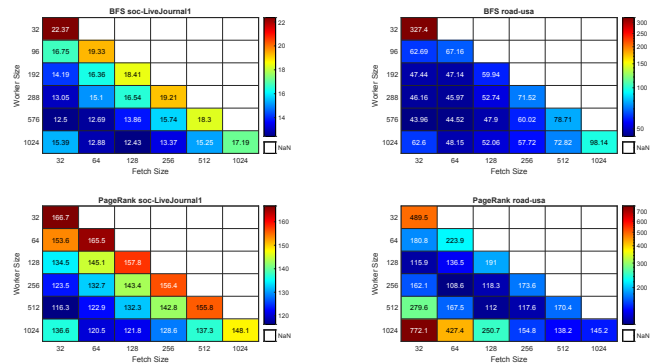 BFS soc-LiveJournal1
32 22.37
96 16.75 19.33
192 14.19 16.36 18.41
288 13.05 15.1 16.54 19.21
576 12.5 12.69 13.86 15.74 18.3
1024 15.39 12.88 12.43 13.37 15.25 17.19
32 64 128 256 512 1024
Fetch Size
Worker Size
22
20
18
16
14
NaN
BFS road-usa
32 327.4
96 62.69 67.16
192 47.44 47.14 59.94
288 46.16 45.97 52.74 71.52
576 43.96 44.52 47.9 60.02 78.71
1024 62.6 48.15 52.06 57.72 72.82 98.14
32 64 128 256 512 1024
Fetch Size
Worker Size
300
200
100
50
NaN
PageRank soc-LiveJournal1
32 166.7
64 153.6 165.5
128 134.5 145.1 157.8
256 123.5 132.7 143.4 156.4
512 116.3 122.9 132.3 142.8 155.8
1024 136.6 120.5 121.8 128.6 137.3 148.1
32 64 128 256 512 1024
Fetch Size
Worker Size
160
150
140
130
120
NaN
PageRank road-usa
32 489.5
64 180.8 223.9
128 115.9 136.5 191
256 162.1 108.6 118.3 173.6
512 279.6 167.5 112 117.6 170.4
1024 772.1 427.4 250.7 154.8 138.2 145.2
32 64 128 256 512 1024
Fetch Size
Worker Size
700
500
400
300
200
NaN